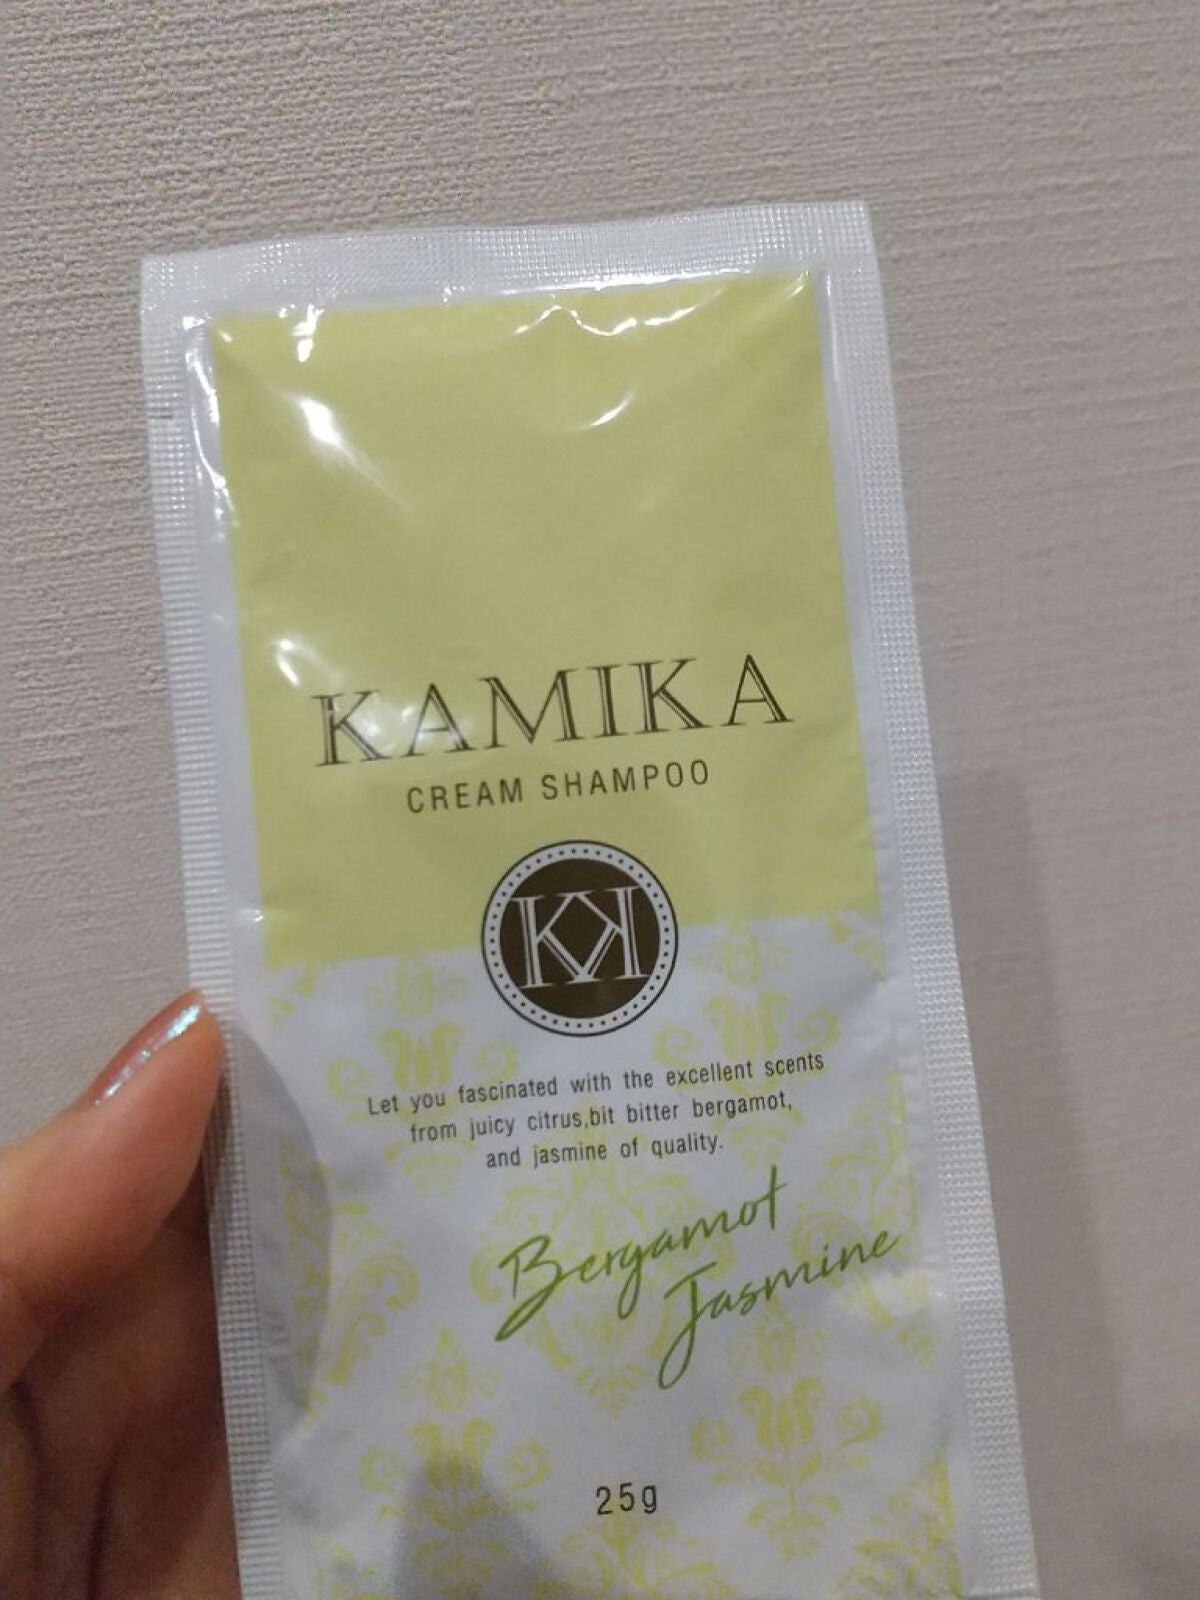 KAMIKA
CREAM SHAMPOO
KK
Let you fascinated with the excellent scents
from juicy citrus,bit bitter bergamot,
and jasmine of quality.
Bergamot
Jasmine
25g